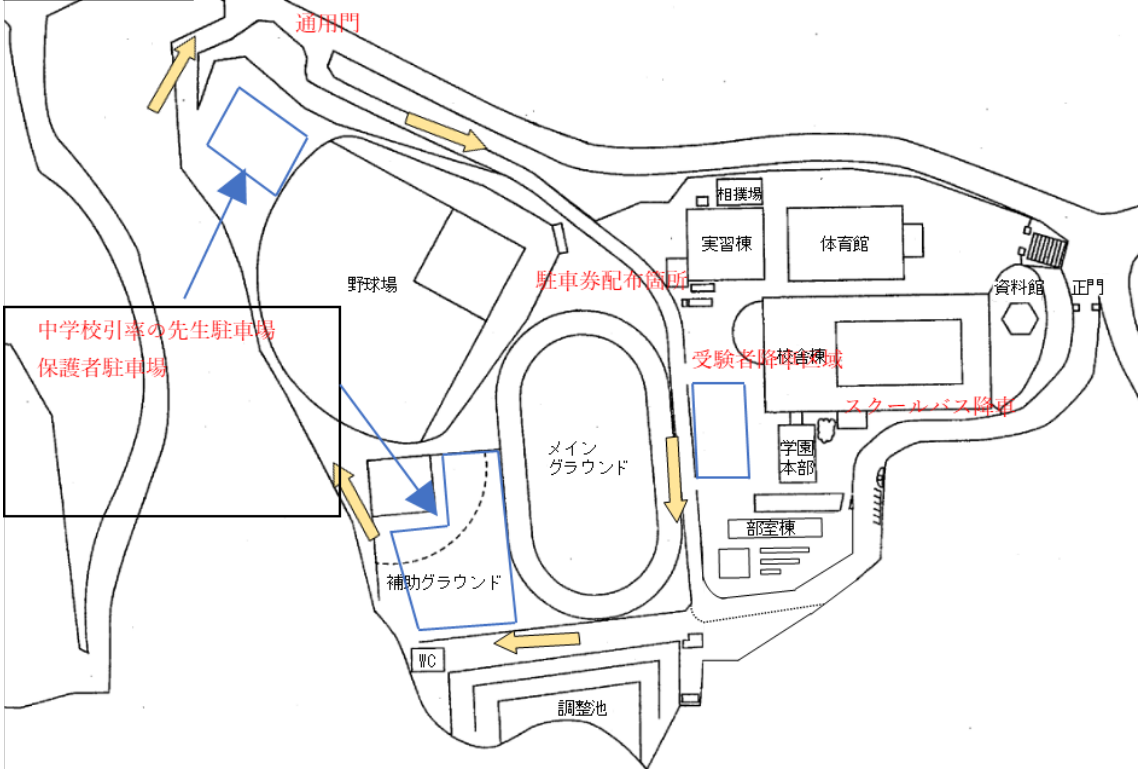 通用門
相撲場
実習棟
体育館
野球場
駐車券配布箇所
資料館
正門
中学校引率の先生駐車場
保護者駐車場
校舎棟
受験者降車区域
スクールバス降車
メイン
グラウンド
学園
本部
部室棟
補助グラウンド
WC
調整池